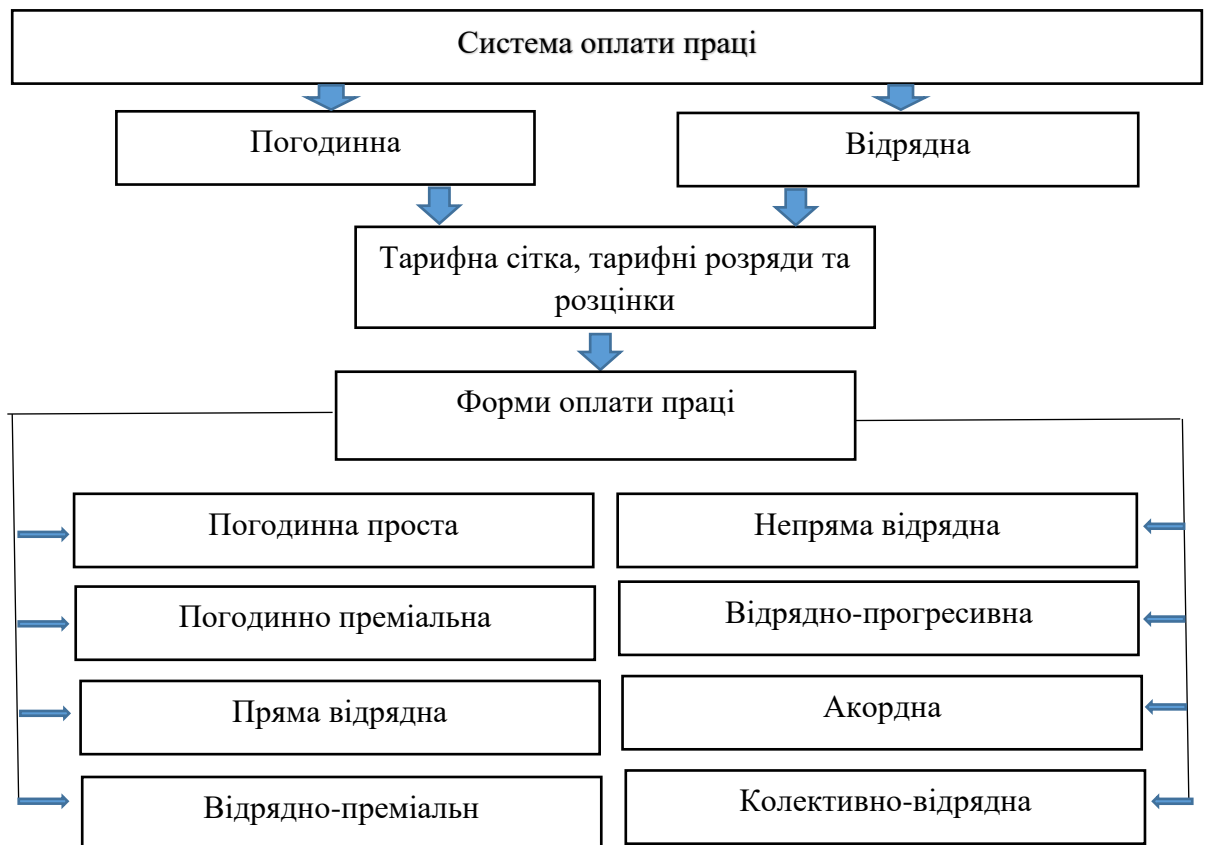 Система оплати праці
Погодинна
Відрядна
Тарифна сітка, тарифні розряди та
розцінки
Форми оплати праці
Погодинна проста
Непряма відрядна
Погодинно преміальна
Відрядно-прогресивна
Пряма відрядна
Акордна
Відрядно-преміальн
Колективно-відрядна